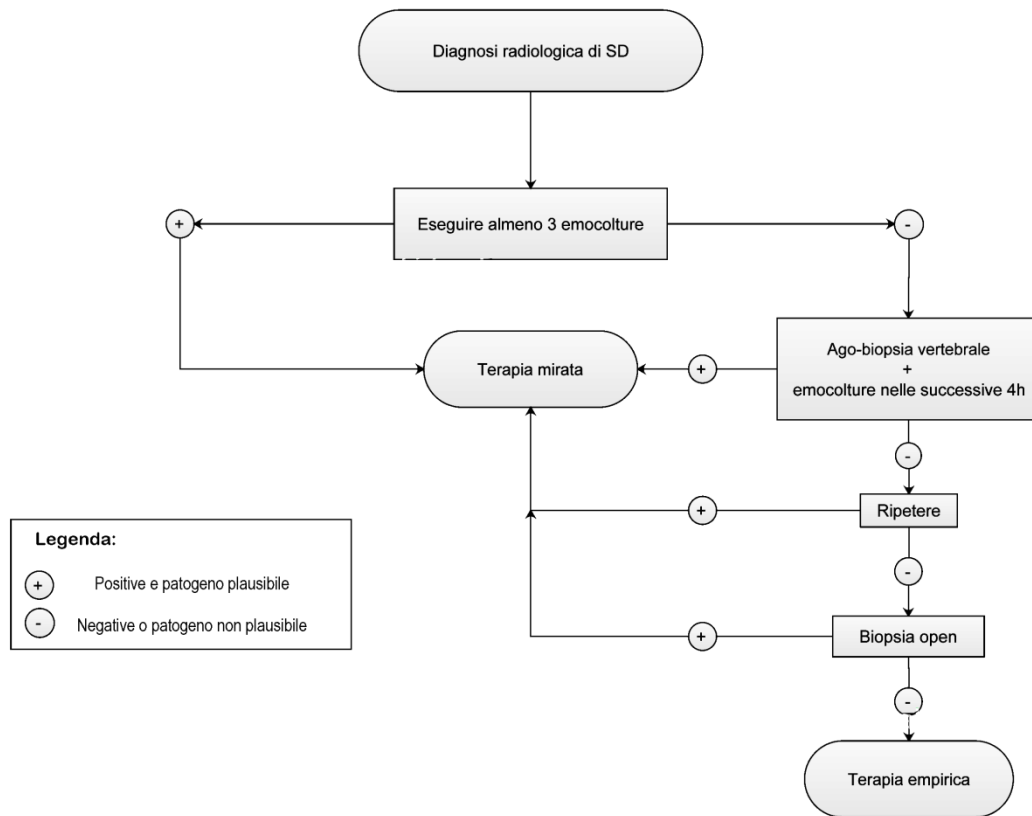 Diagnosi radiologica di SD
+
Eseguire almeno 3 emocolture
-
Terapia mirata
+
Ago-biopsia vertebrale
+
emocolture nelle successive 4h
-
+
Ripetere
Legenda:
+ Positive e patogeno plausibile
- Negative o patogeno non plausibile
-
+
Biopsia open
-
Terapia empirica